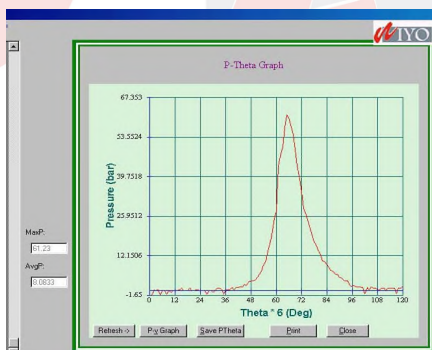 NIYO
P-Theta Graph
67.353
53.5524
39.7518
25.9512
12.1506
-1.65
Pressure (bar)
0 12 24 36 48 60 72 84 96 108 120
Theta * 6 (Deg)
MaxP:
61.23
AvgP:
8.0833
Refresh -> P-v Graph Save PTheta Print Close